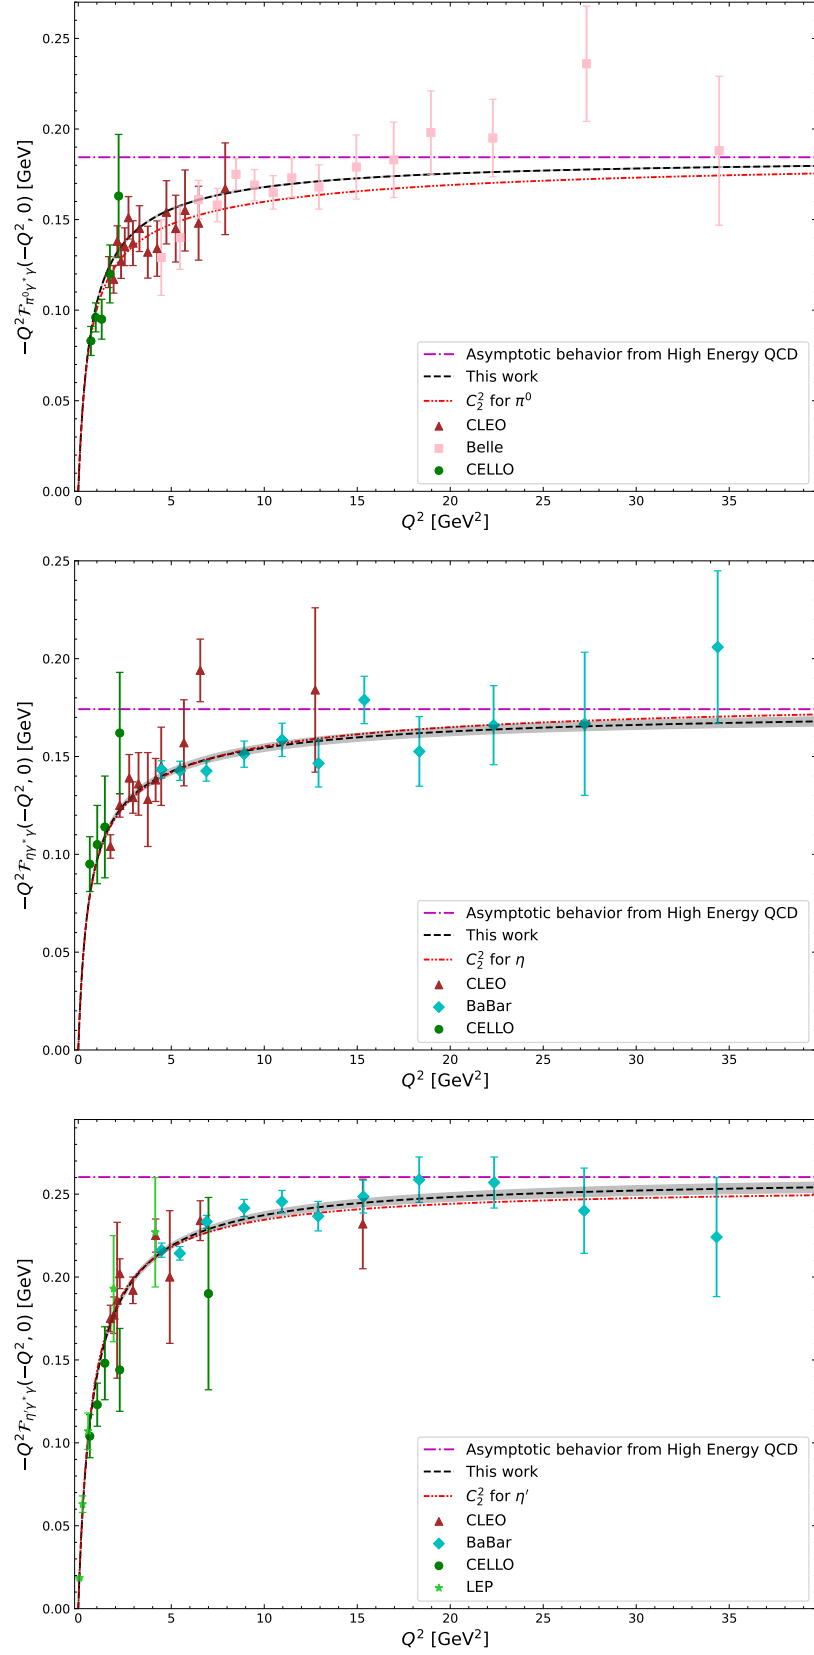 0.25
0.20
0.15
0.10
0.05
0.00
−Q²𝓕π⁰γ*γ(−Q², 0) [GeV]
Asymptotic behavior from High Energy QCD
This work
C₂² for π⁰
CLEO
Belle
CELLO
0 5 10 15 20 25 30 35
Q² [GeV²]
0.25
0.20
0.15
0.10
0.05
0.00
−Q²𝓕ηγ*γ(−Q², 0) [GeV]
Asymptotic behavior from High Energy QCD
This work
C₂² for η
CLEO
BaBar
CELLO
0 5 10 15 20 25 30 35
Q² [GeV²]
0.25
0.20
0.15
0.10
0.05
0.00
−Q²𝓕η′γ*γ(−Q², 0) [GeV]
Asymptotic behavior from High Energy QCD
This work
C₂² for η′
CLEO
BaBar
CELLO
LEP
0 5 10 15 20 25 30 35
Q² [GeV²]